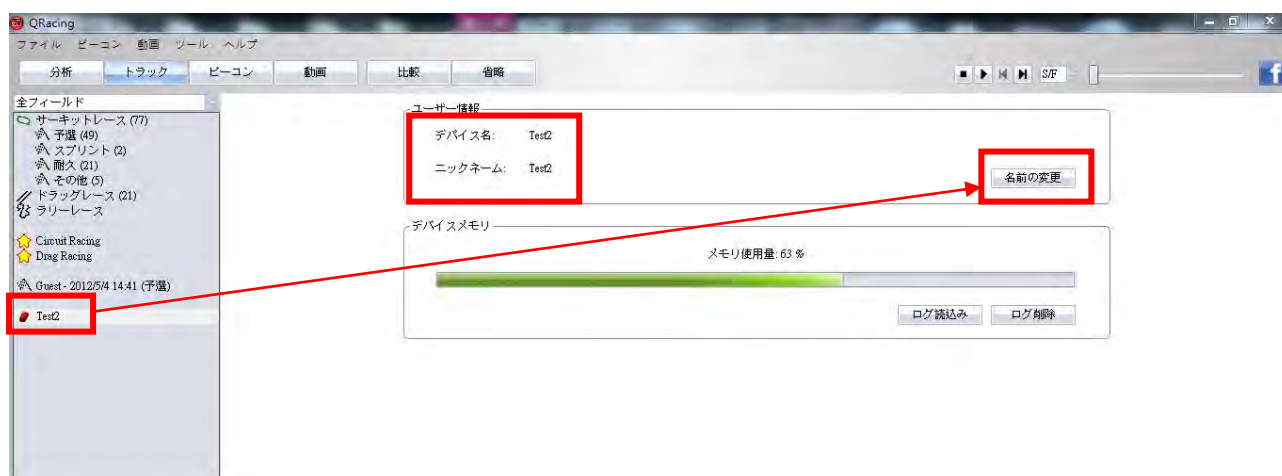 QRacing
ファイル ビーコン 動画 ツール ヘルプ
分析 トラック ビーコン 動画 比較 省略 S/F
全フィールド
サーキットレース (77)
予選 (49)
スプリント (2)
耐久 (21)
その他 (5)
ドラッグレース (21)
ラリーレース
Circuit Racing
Drag Racing
Guest - 2012/5/4 14:41 (予選)
Test2
ユーザー情報
デバイス名: Test2
ニックネーム: Test2
名前の変更
デバイスメモリ
メモリ使用量: 63 %
ログ読込み ログ削除